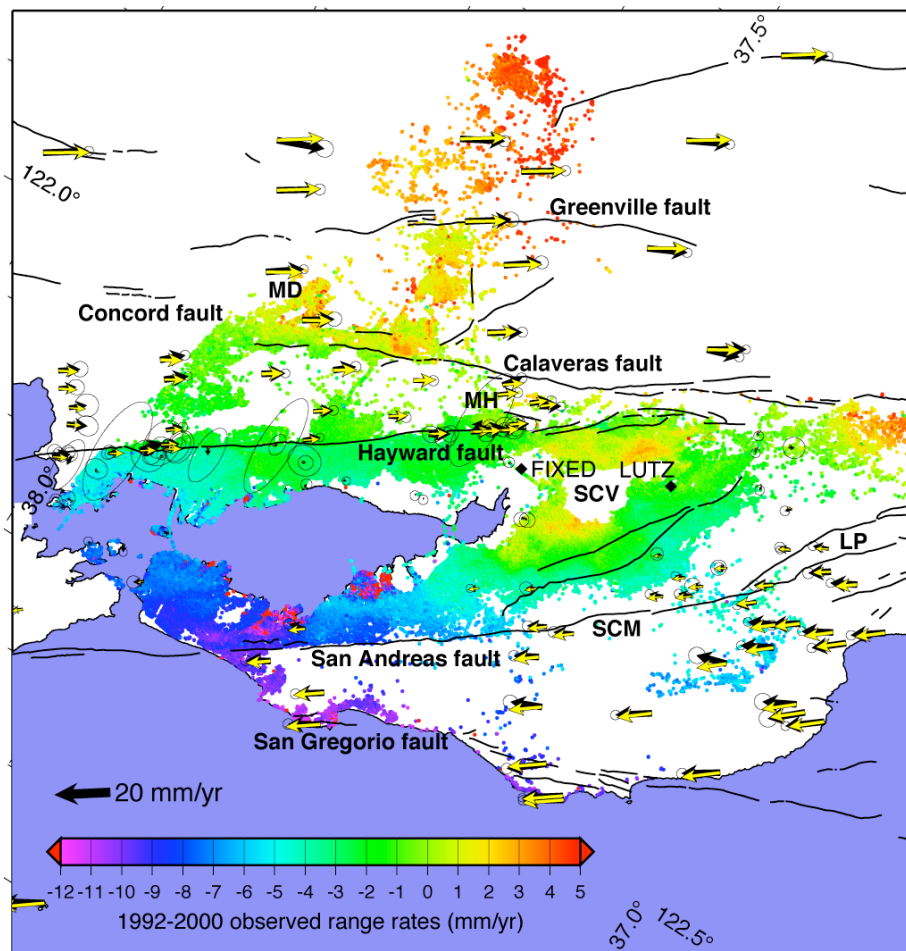 37.5°
122.0°
Greenville fault
MD
Concord fault
Calaveras fault
MH
Hayward fault
FIXED LUTZ
38.0°
SCV
LP
SCM
San Andreas fault
San Gregorio fault
20 mm/yr
-12 -11 -10 -9 -8 -7 -6 -5 -4 -3 -2 -1 0 1 2 3 4 5
1992-2000 observed range rates (mm/yr)
37.0°
122.5°